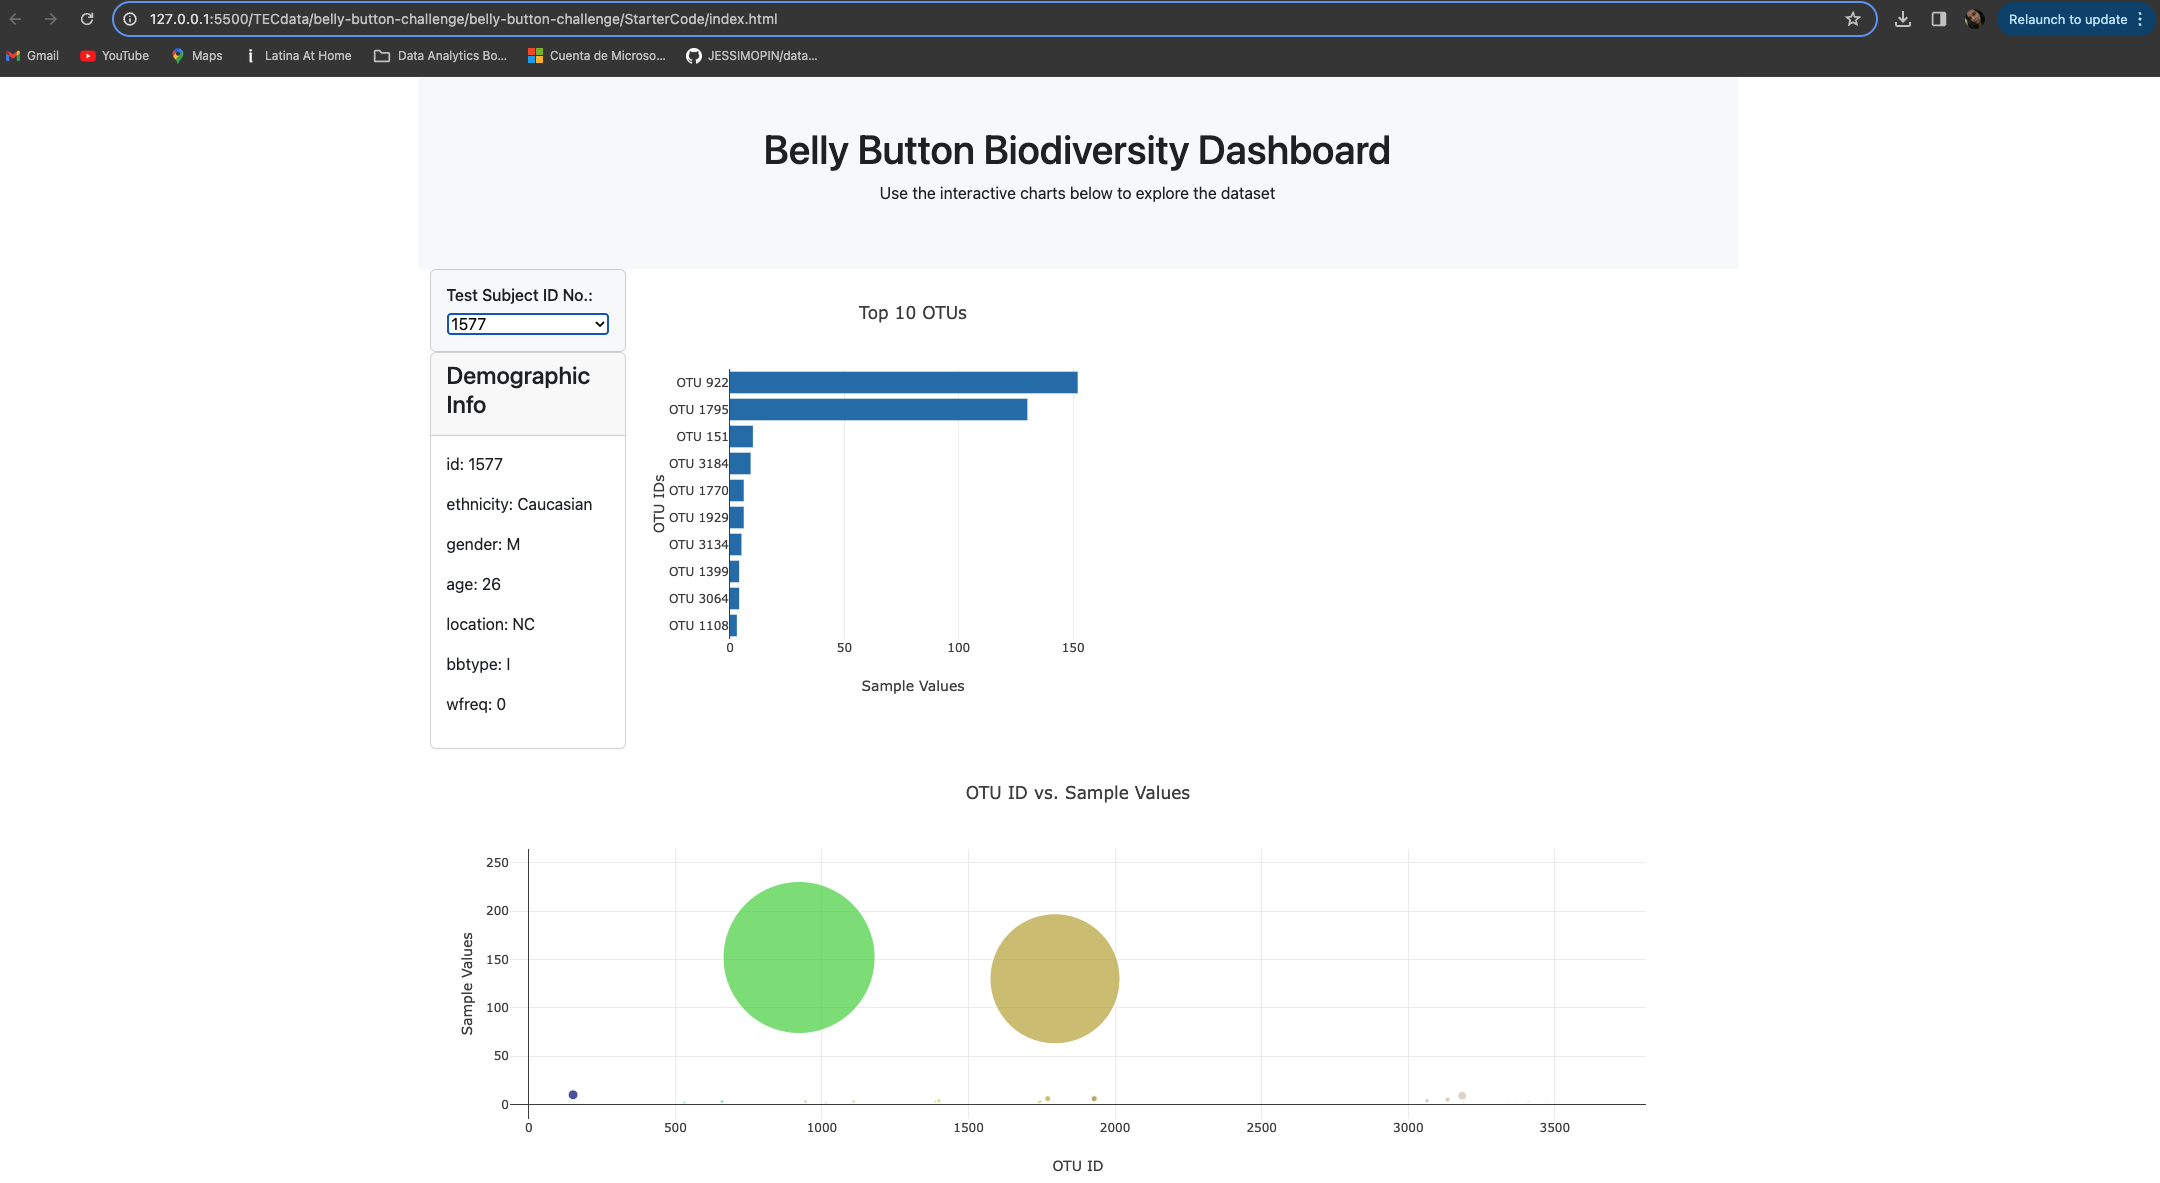 127.0.0.1:5500/TECdata/belly-button-challenge/belly-button-challenge/StarterCode/index.html
Relaunch to update
Gmail
YouTube
Maps
Latina At Home
Data Analytics Bo...
Cuenta de Microso...
JESSIMOPIN/data...
Belly Button Biodiversity Dashboard
Use the interactive charts below to explore the dataset
Test Subject ID No.:
1577
Demographic
Info
id: 1577
ethnicity: Caucasian
gender: M
age: 26
location: NC
bbtype: I
wfreq: 0
Top 10 OTUs
OTU IDs
OTU 922
OTU 1795
OTU 151
OTU 3184
OTU 1770
OTU 1929
OTU 3134
OTU 1399
OTU 3064
OTU 1108
0 50 100 150
Sample Values
OTU ID vs. Sample Values
Sample Values
250
200
150
100
50
0
0 500 1000 1500 2000 2500 3000 3500
OTU ID